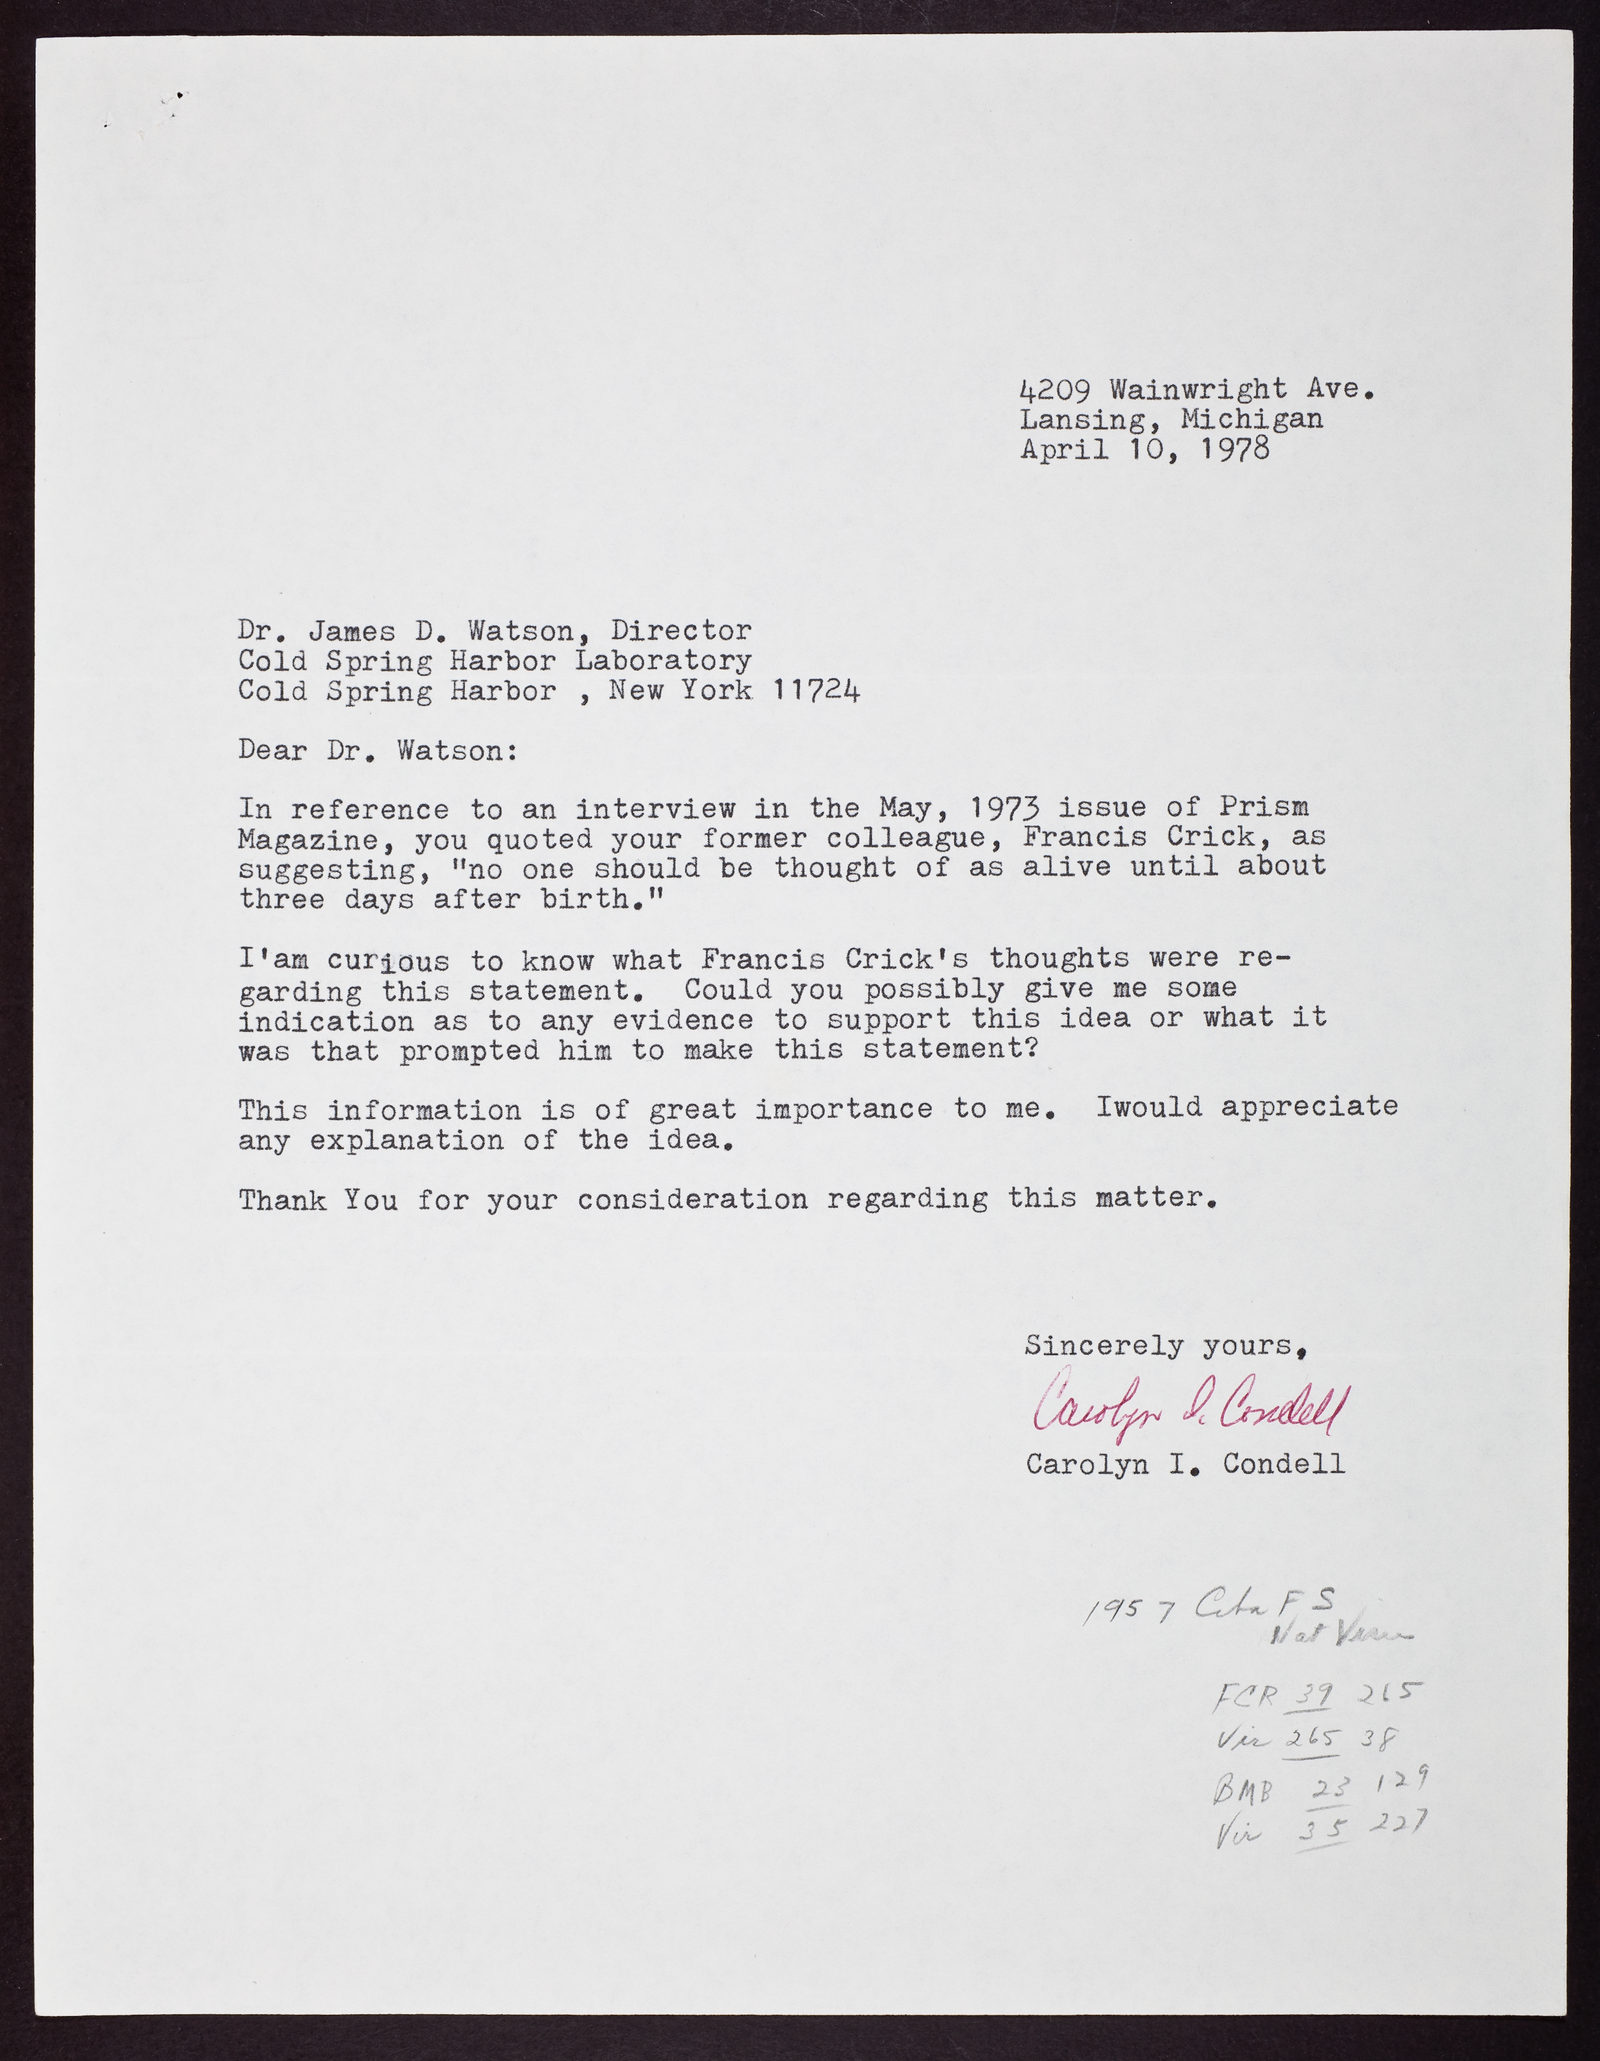 4209 Wainwright Ave.
Lansing, Michigan
April 10, 1978
Dr. James D. Watson, Director
Cold Spring Harbor Laboratory
Cold Spring Harbor , New York 11724
Dear Dr. Watson:
In reference to an interview in the May, 1973 issue of Prism
Magazine, you quoted your former colleague, Francis Crick, as
suggesting, "no one should be thought of as alive until about
three days after birth."
I'am curious to know what Francis Crick's thoughts were re-
garding this statement. Could you possibly give me some
indication as to any evidence to support this idea or what it
was that prompted him to make this statement?
This information is of great importance to me. Iwould appreciate
any explanation of the idea.
Thank You for your consideration regarding this matter.
Sincerely yours,
Carolyn I. Condell
Carolyn I. Condell
1957 Ciba F S
Nat Virus
FCR 39 265
Vir 265 38
BMB 23 129
Vir 35 227